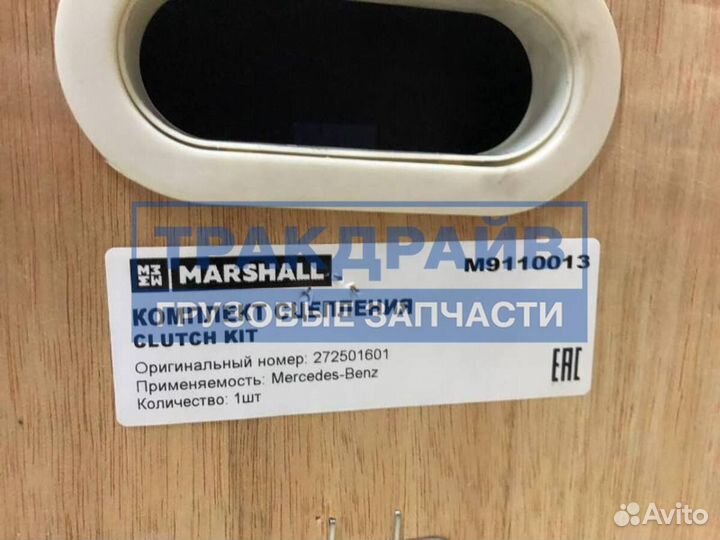 ТРАКДРАЙВ
ГРУЗОВЫЕ ЗАПЧАСТИ
MARSHALL
M9110013
КОМПЛЕКТ СЦЕПЛЕНИЯ
CLUTCH KIT
Оригинальный номер: 272501601
Применяемость: Mercedes-Benz
Количество: 1шт
EAC
Avito